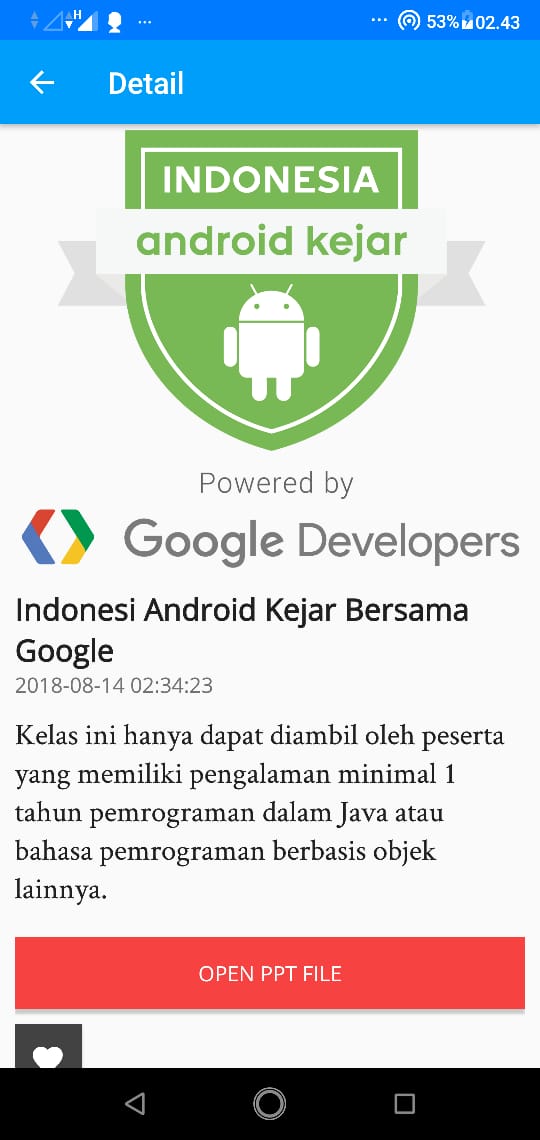 H
53%
02.43
Detail
INDONESIA
android kejar
Powered by
Google Developers
Indonesi Android Kejar Bersama
Google
2018-08-14 02:34:23
Kelas ini hanya dapat diambil oleh peserta
yang memiliki pengalaman minimal 1
tahun pemrograman dalam Java atau
bahasa pemrograman berbasis objek
lainnya.
OPEN PPT FILE